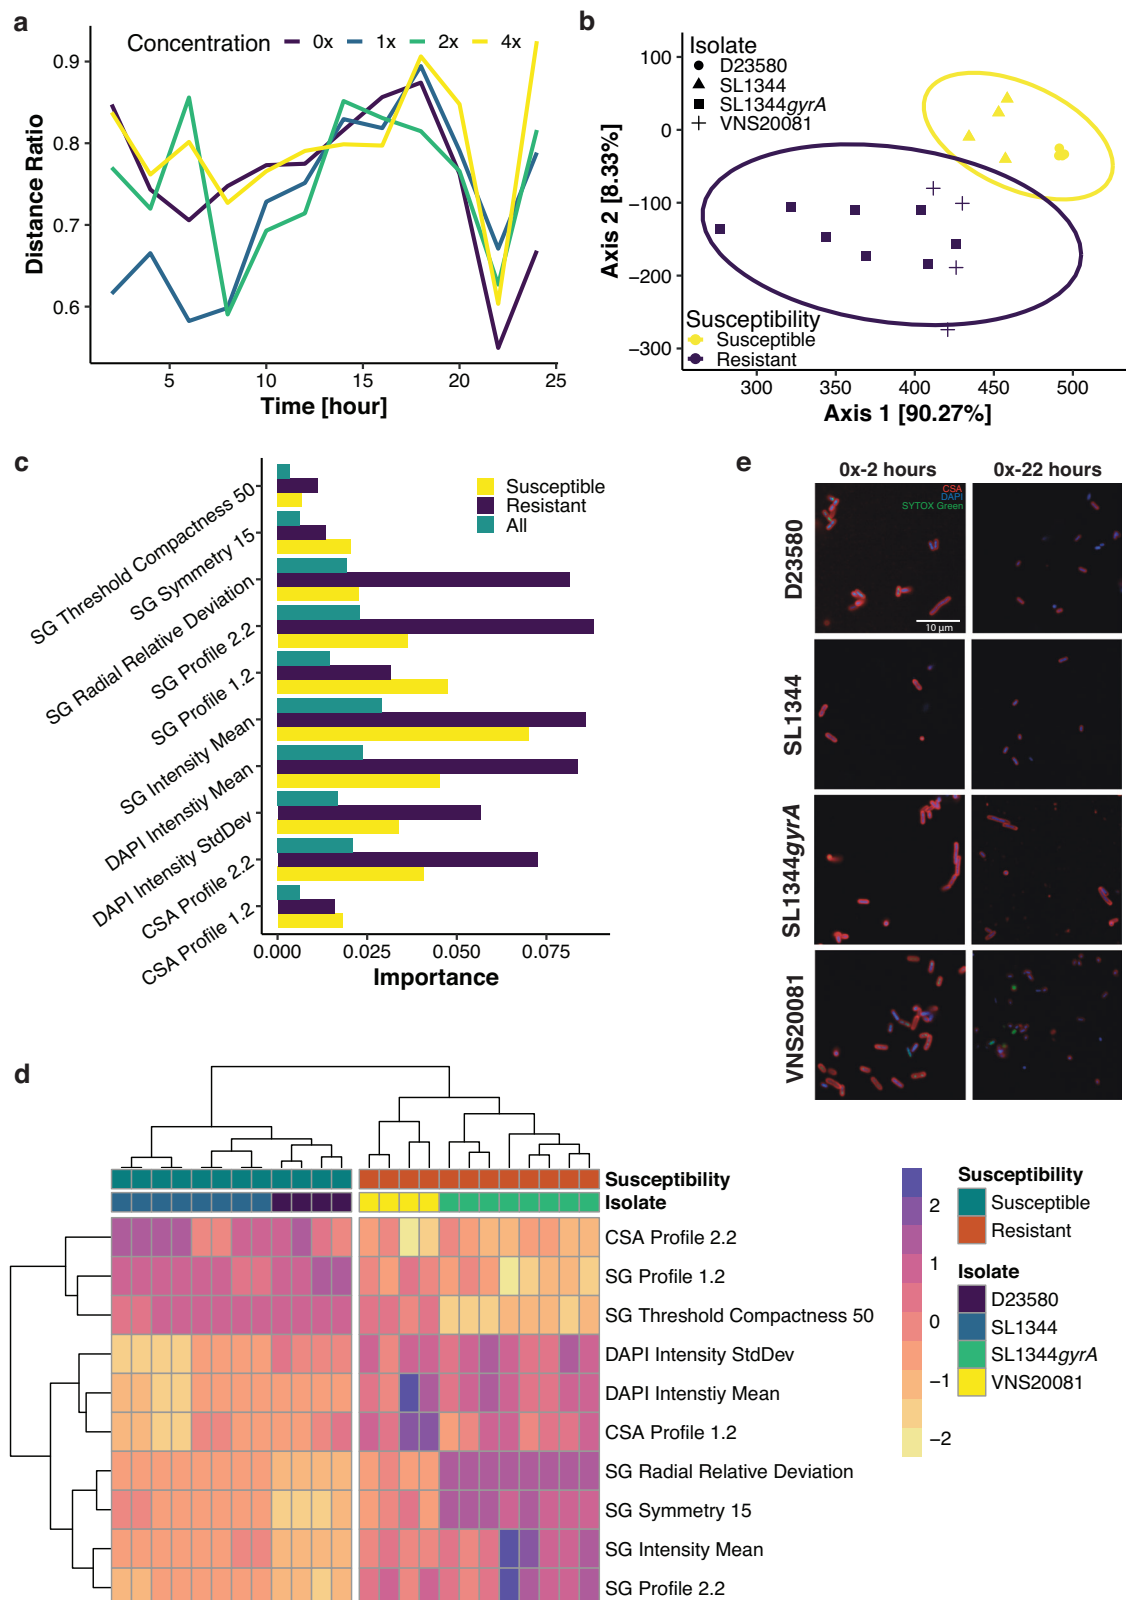 a
Concentration 0x 1x 2x 4x
0.9
0.8
0.7
0.6
Distance Ratio
5 10 15 20 25
Time [hour]
b
Isolate
D23580
SL1344
SL1344gyrA
VNS20081
100
0
−100
−200
−300
Axis 2 [8.33%]
Susceptibility
Susceptible
Resistant
300 350 400 450 500
Axis 1 [90.27%]
c
Susceptible
Resistant
All
SG Threshold Compactness 50
SG Symmetry 15
SG Radial Relative Deviation
SG Profile 2.2
SG Profile 1.2
SG Intensity Mean
DAPI Intenstiy Mean
DAPI Intensity StdDev
CSA Profile 2.2
CSA Profile 1.2
0.000 0.025 0.050 0.075
Importance
e
0x-2 hours 0x-22 hours
CSA
DAPI
SYTOX Green
10 µm
D23580
SL1344
SL1344gyrA
VNS20081
d
Susceptibility
Isolate
CSA Profile 2.2
SG Profile 1.2
SG Threshold Compactness 50
DAPI Intensity StdDev
DAPI Intenstiy Mean
CSA Profile 1.2
SG Radial Relative Deviation
SG Symmetry 15
SG Intensity Mean
SG Profile 2.2
2
1
0
−1
−2
Susceptibility
Susceptible
Resistant
Isolate
D23580
SL1344
SL1344gyrA
VNS20081